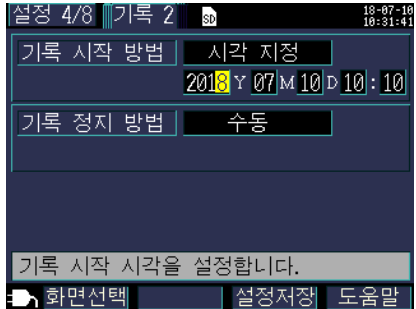 설정 4/8 기록 2 SD 18-07-10
10:31:41
기록 시작 방법 시각 지정
2018 Y 07 M 10 D 10 : 10
기록 정지 방법 수동
기록 시작 시각을 설정합니다.
화면선택 설정저장 도움말